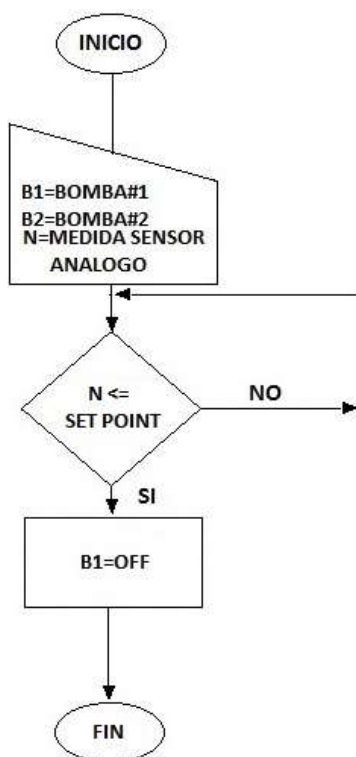 INICIO
B1=BOMBA#1
B2=BOMBA#2
N=MEDIDA SENSOR
ANALOGO
N <=
SET POINT
NO
SI
B1=OFF
FIN